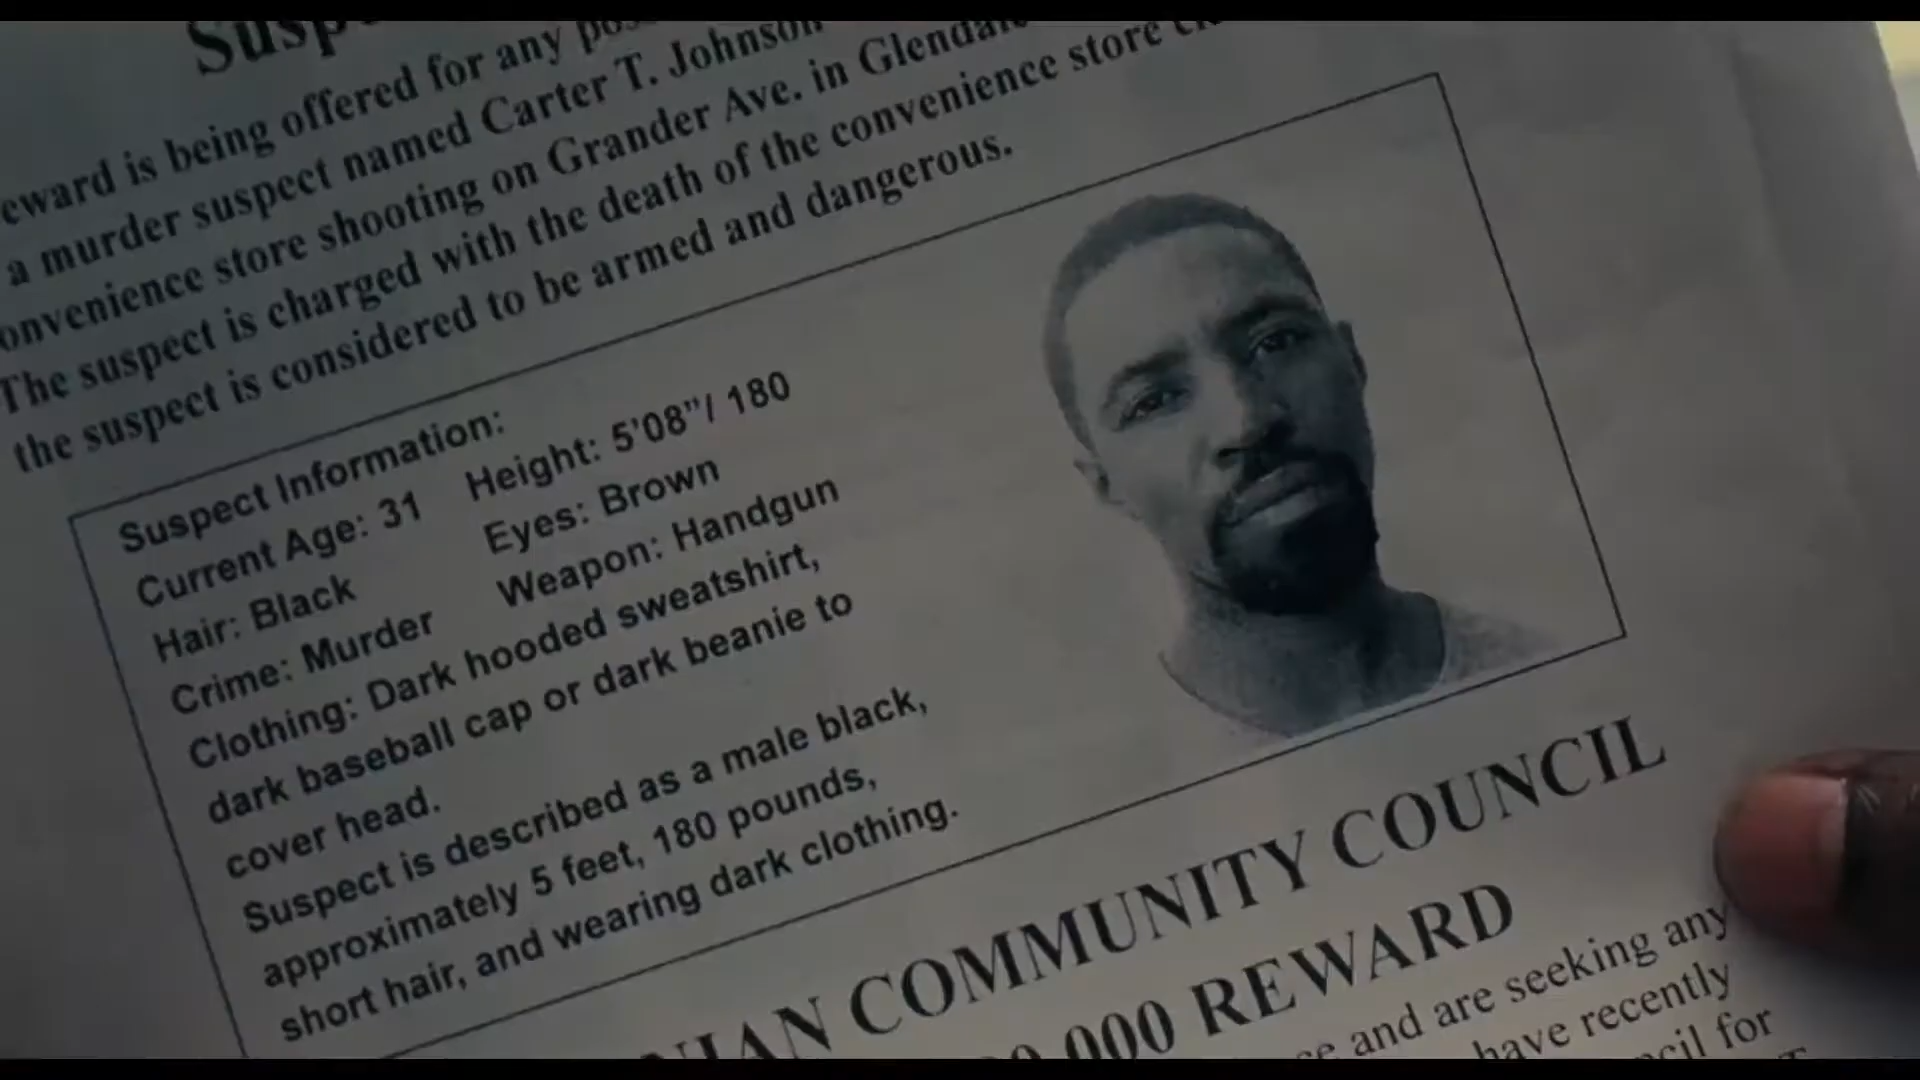 eward is being offered for any
a murder suspect named Carter T. Johnson
onvenience store shooting on Grander Ave. in
The suspect is charged with the death of the convenience store
the suspect is considered to be armed and dangerous.
Suspect Information:
Current Age: 31 Height: 5'08"/ 180
Hair: Black Eyes: Brown
Crime: Murder Weapon: Handgun
Clothing: Dark hooded sweatshirt,
dark baseball cap or dark beanie to
cover head.
Suspect is described as a male black,
approximately 5 feet, 180 pounds,
short hair, and wearing dark clothing.
NIAN COMMUNITY COUNCIL
0,000 REWARD
and are seeking any
have recently
cil for